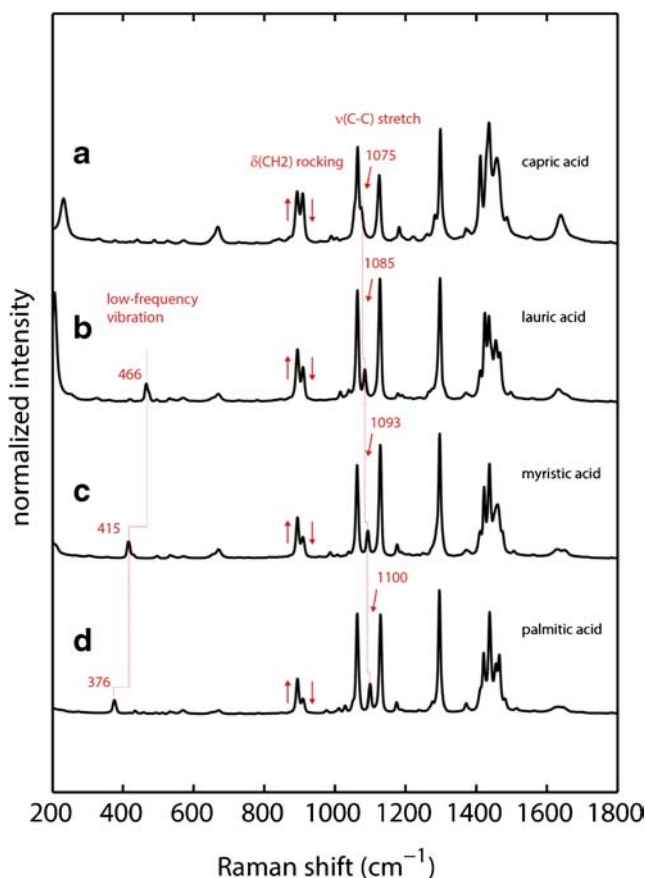 ν(C-C) stretch
a
δ(CH2) rocking
1075
capric acid
1085
low-frequency
vibration
b
lauric acid
466
1093
c
myristic acid
415
1100
d
palmitic acid
376
normalized intensity
200 400 600 800 1000 1200 1400 1600 1800
Raman shift (cm⁻¹)